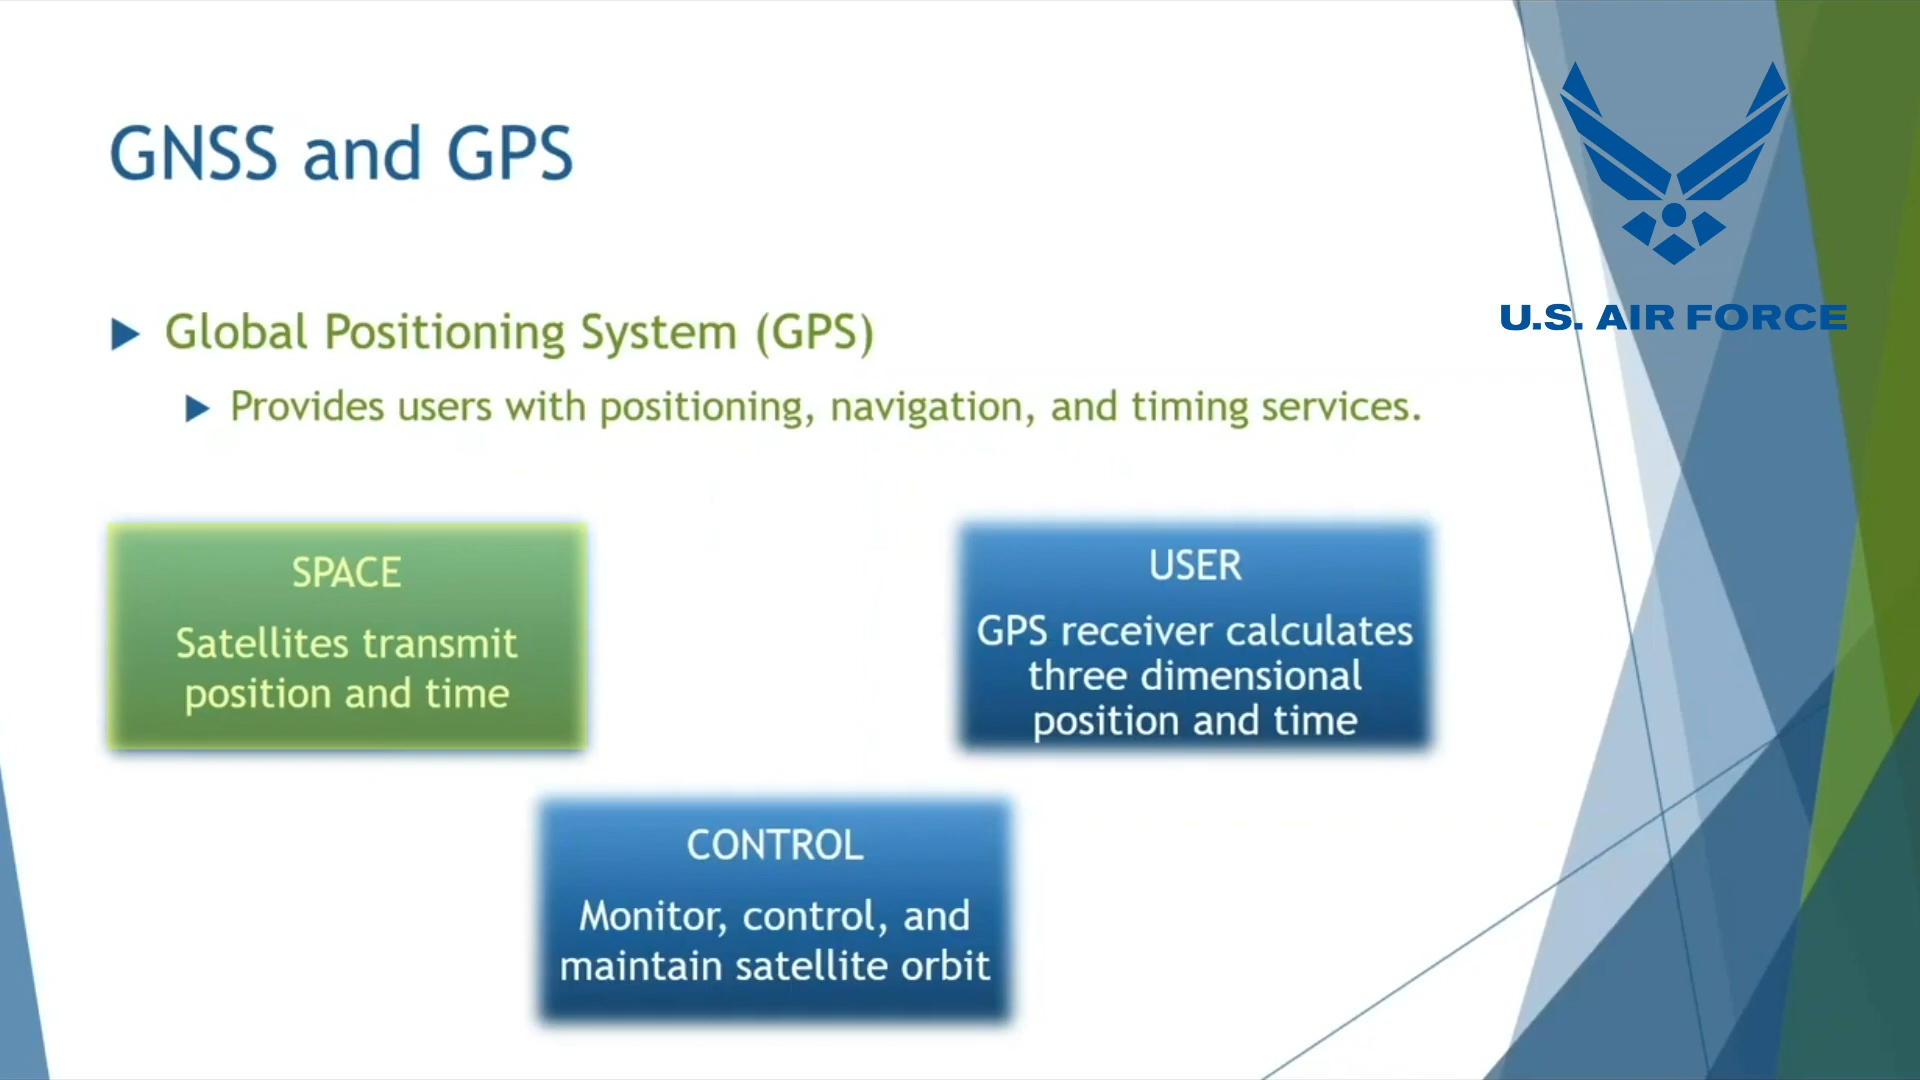 GNSS and GPS
U.S. AIR FORCE
Global Positioning System (GPS)
Provides users with positioning, navigation, and timing services.
SPACE
Satellites transmit
position and time
USER
GPS receiver calculates
three dimensional
position and time
CONTROL
Monitor, control, and
maintain satellite orbit